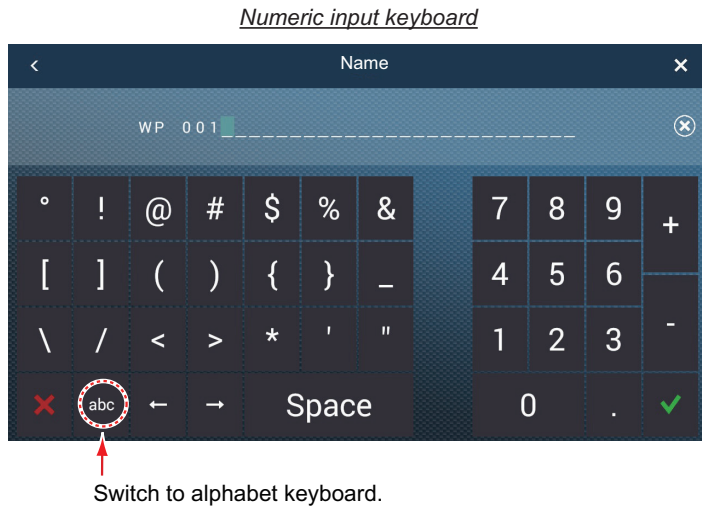 Numeric input keyboard
< Name ×
WP 001
° ! @ # $ % & 7 8 9 +
[ ] ( ) { } _ 4 5 6
\ / < > * ' " 1 2 3 -
abc ← → Space 0 .
Switch to alphabet keyboard.